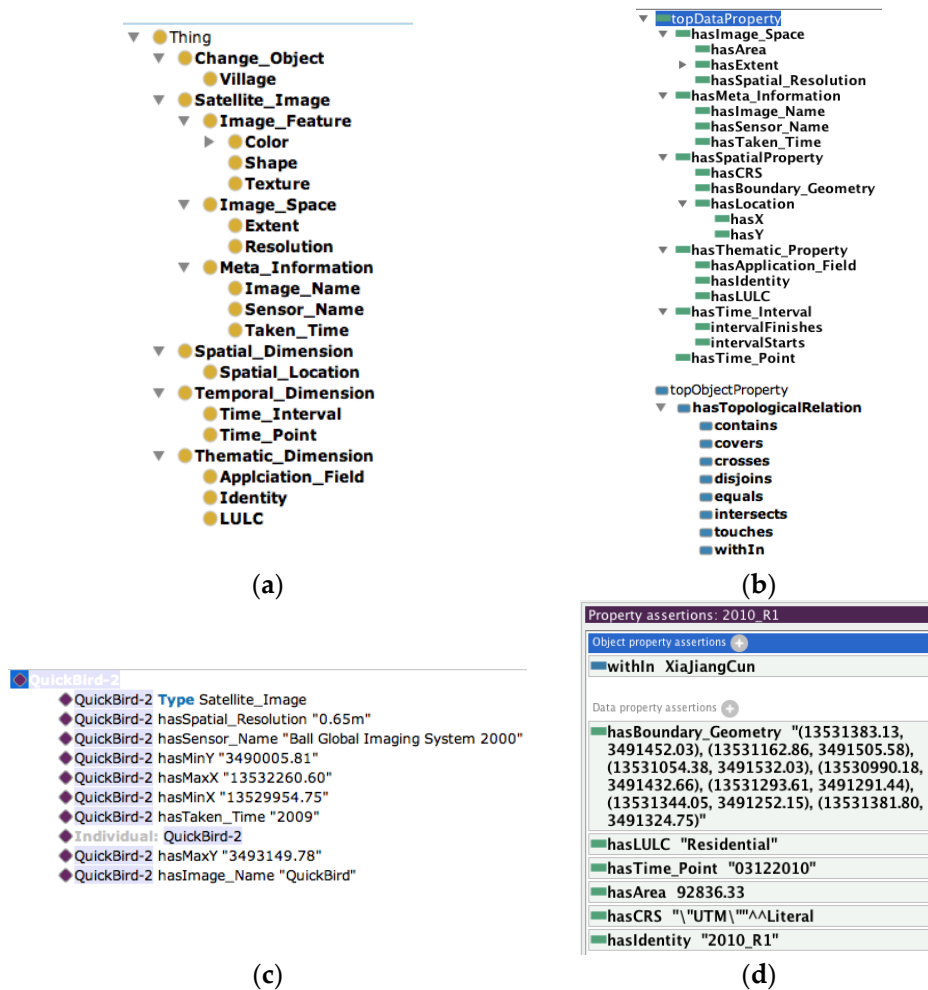 Thing
Change_Object
Village
Satellite_Image
Image_Feature
Color
Shape
Texture
Image_Space
Extent
Resolution
Meta_Information
Image_Name
Sensor_Name
Taken_Time
Spatial_Dimension
Spatial_Location
Temporal_Dimension
Time_Interval
Time_Point
Thematic_Dimension
Applciation_Field
Identity
LULC
(a)
topDataProperty
hasImage_Space
hasArea
hasExtent
hasSpatial_Resolution
hasMeta_Information
hasImage_Name
hasSensor_Name
hasTaken_Time
hasSpatialProperty
hasCRS
hasBoundary_Geometry
hasLocation
hasX
hasY
hasThematic_Property
hasApplication_Field
hasIdentity
hasLULC
hasTime_Interval
intervalFinishes
intervalStarts
hasTime_Point
topObjectProperty
hasTopologicalRelation
contains
covers
crosses
disjoins
equals
intersects
touches
withIn
(b)
QuickBird-2
QuickBird-2 Type Satellite_Image
QuickBird-2 hasSpatial_Resolution "0.65m"
QuickBird-2 hasSensor_Name "Ball Global Imaging System 2000"
QuickBird-2 hasMinY "3490005.81"
QuickBird-2 hasMaxX "13532260.60"
QuickBird-2 hasMinX "13529954.75"
QuickBird-2 hasTaken_Time "2009"
Individual: QuickBird-2
QuickBird-2 hasMaxY "3493149.78"
QuickBird-2 hasImage_Name "QuickBird"
(c)
Property assertions: 2010_R1
Object property assertions
withIn XiaJiangCun
Data property assertions
hasBoundary_Geometry "(13531383.13,
3491452.03), (13531162.86, 3491505.58),
(13531054.38, 3491532.03), (13530990.18,
3491432.66), (13531293.61, 3491291.44),
(13531344.05, 3491252.15), (13531381.80,
3491324.75)"
hasLULC "Residential"
hasTime_Point "03122010"
hasArea 92836.33
hasCRS "\"UTM\""^^Literal
hasIdentity "2010_R1"
(d)